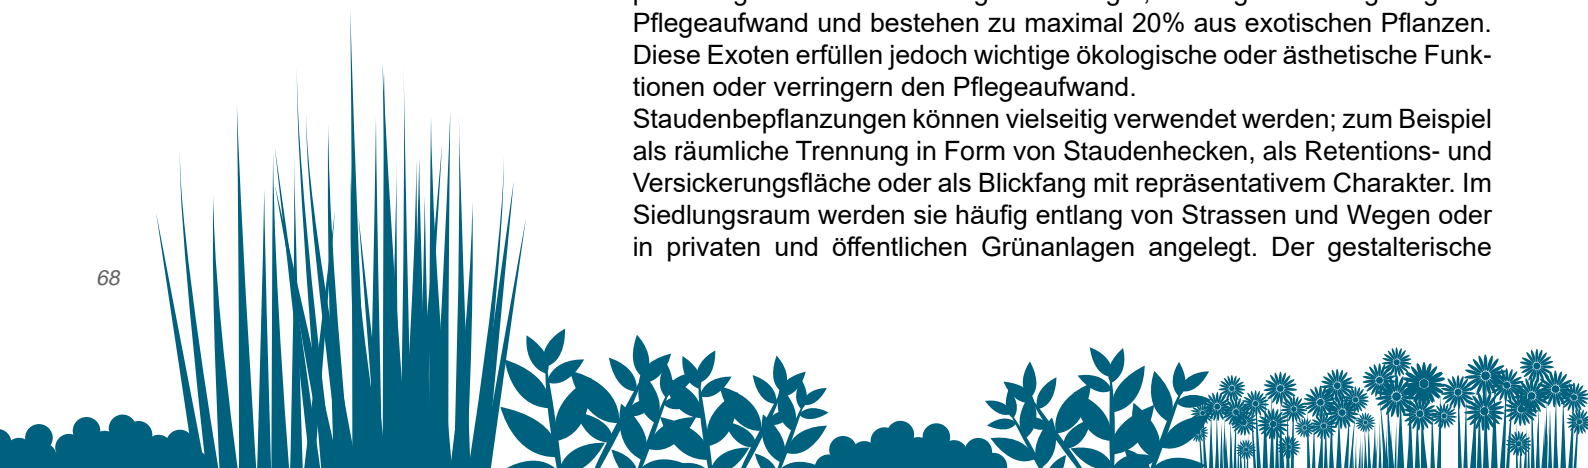 Pflegeaufwand und bestehen zu maximal 20% aus exotischen Pflanzen.
Diese Exoten erfüllen jedoch wichtige ökologische oder ästhetische Funk-
tionen oder verringern den Pflegeaufwand.
Staudenbepflanzungen können vielseitig verwendet werden; zum Beispiel
als räumliche Trennung in Form von Staudenhecken, als Retentions- und
Versickerungsfläche oder als Blickfang mit repräsentativem Charakter. Im
Siedlungsraum werden sie häufig entlang von Strassen und Wegen oder
in privaten und öffentlichen Grünanlagen angelegt. Der gestalterische
68